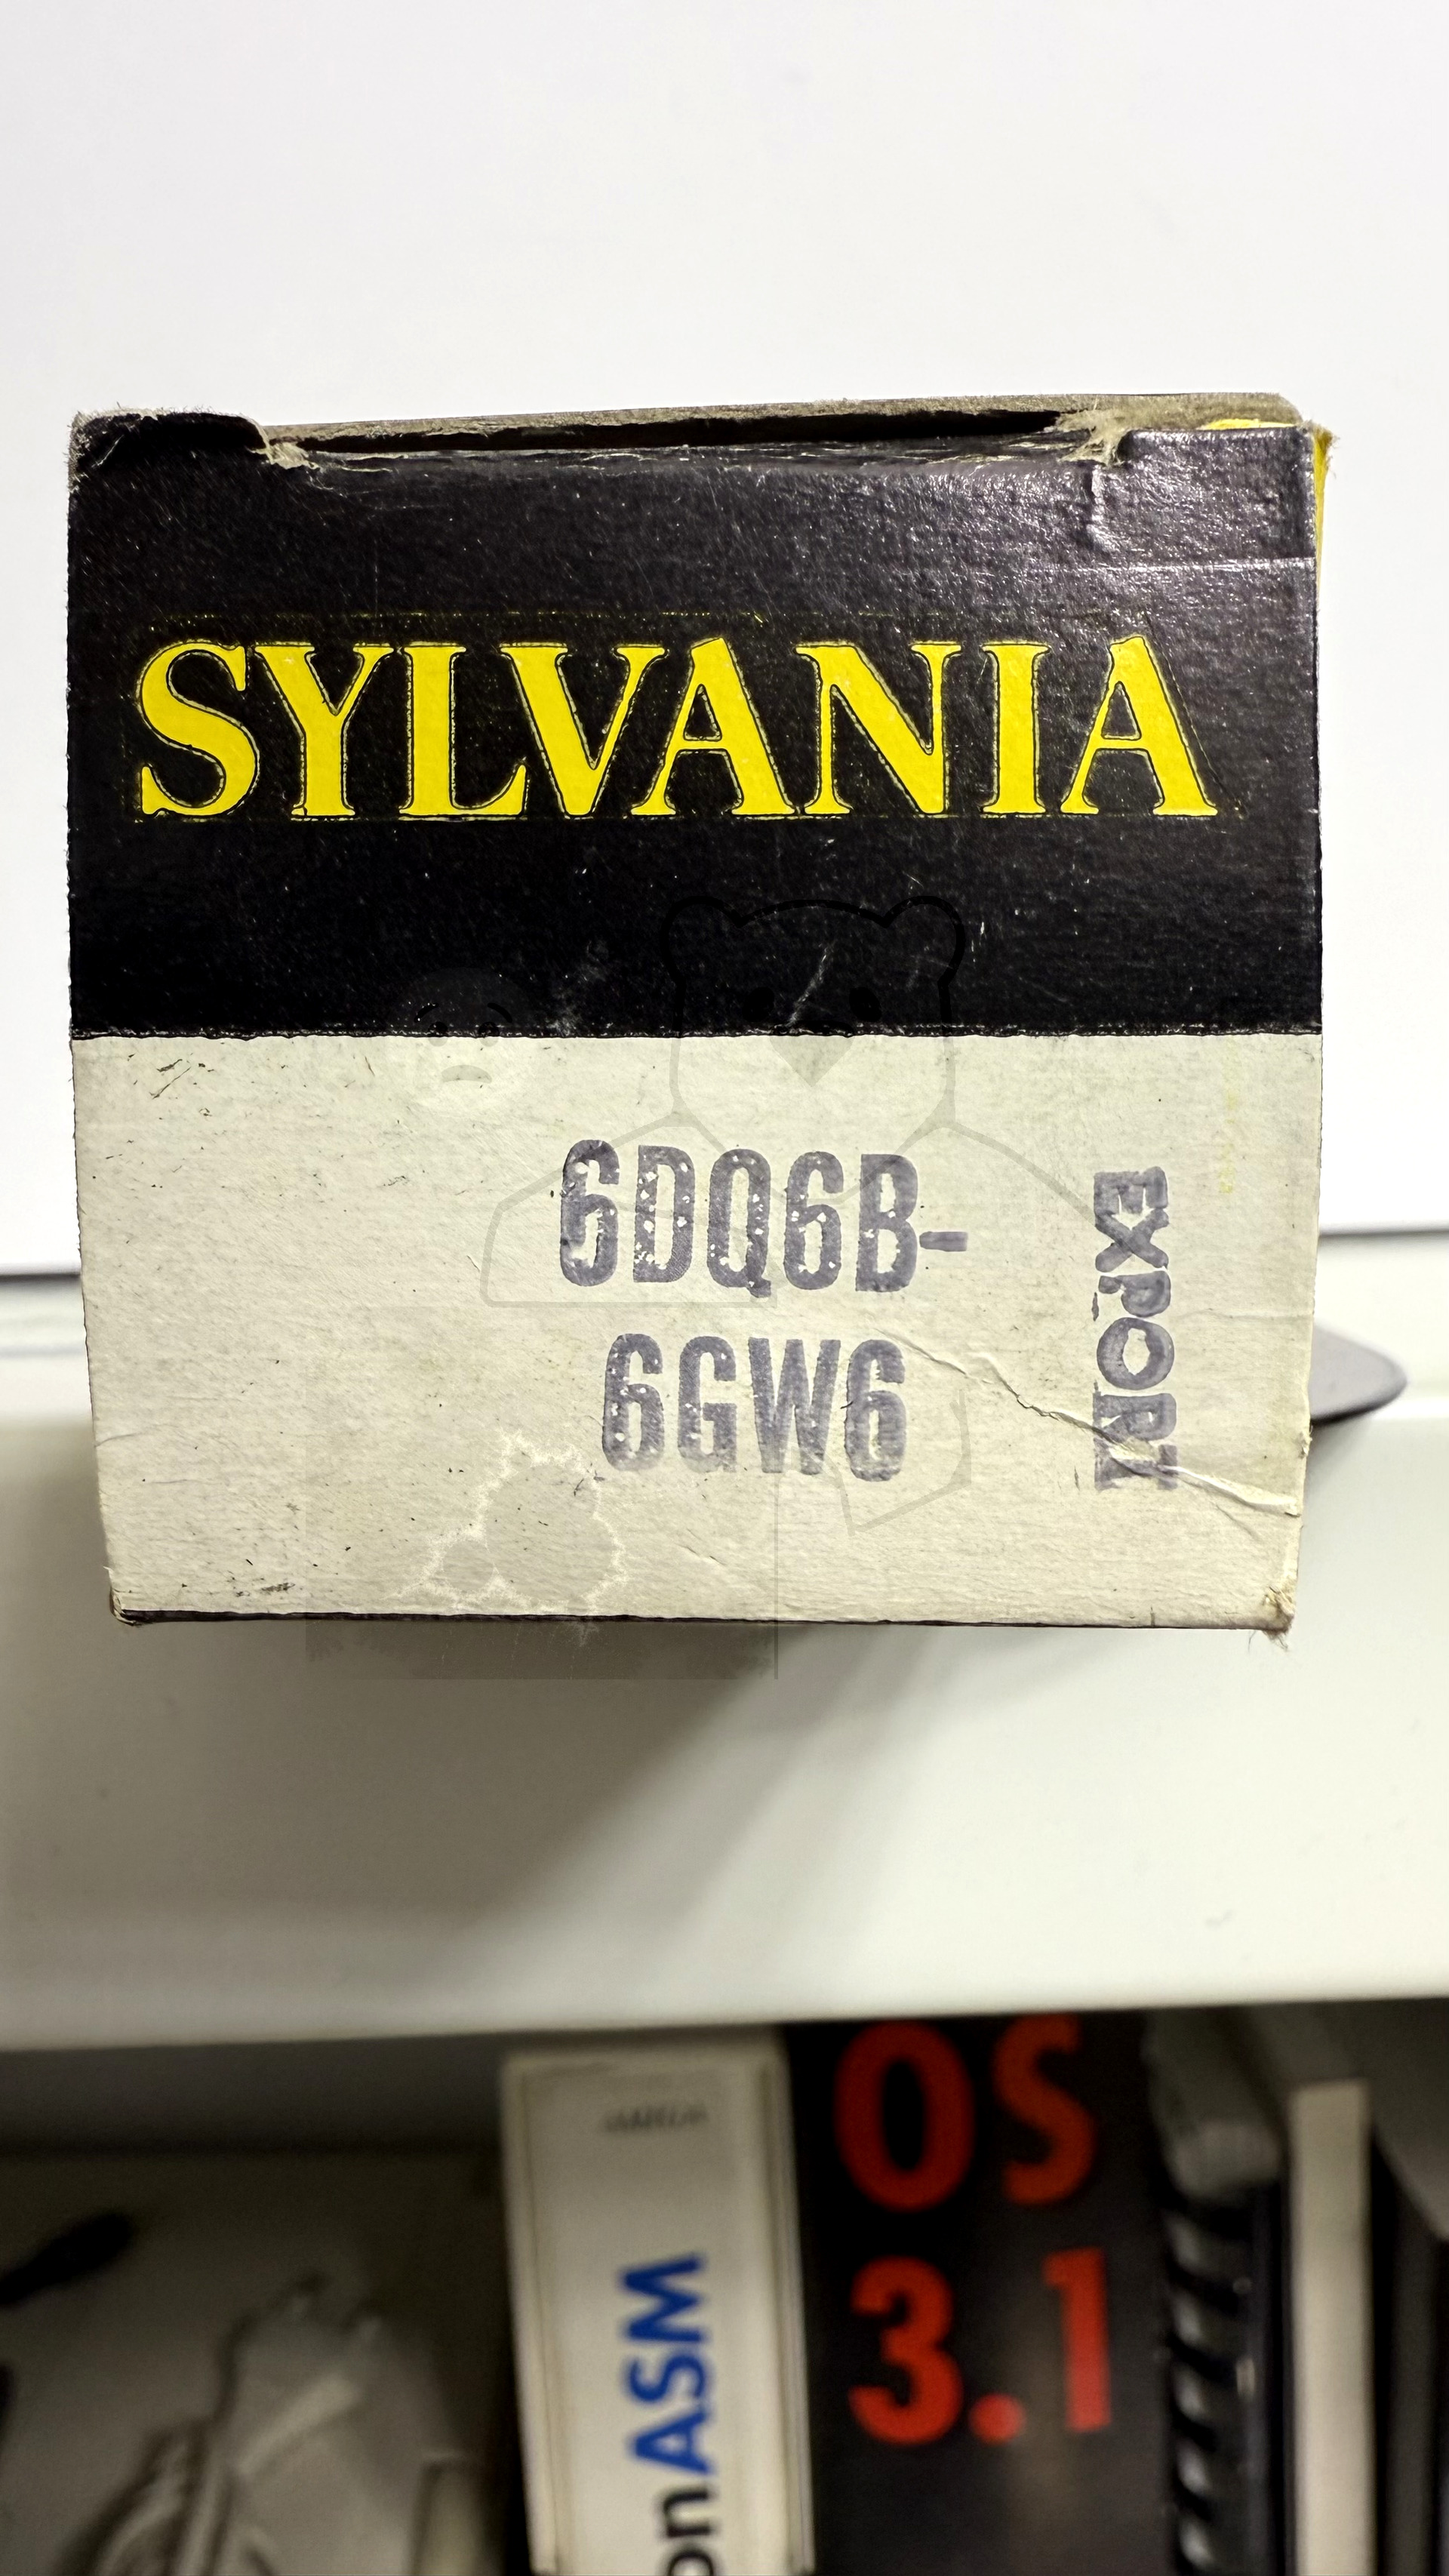 SYLVANIA
6DQ6B-
6GW6
EXPORT
OS
3.1
onASM